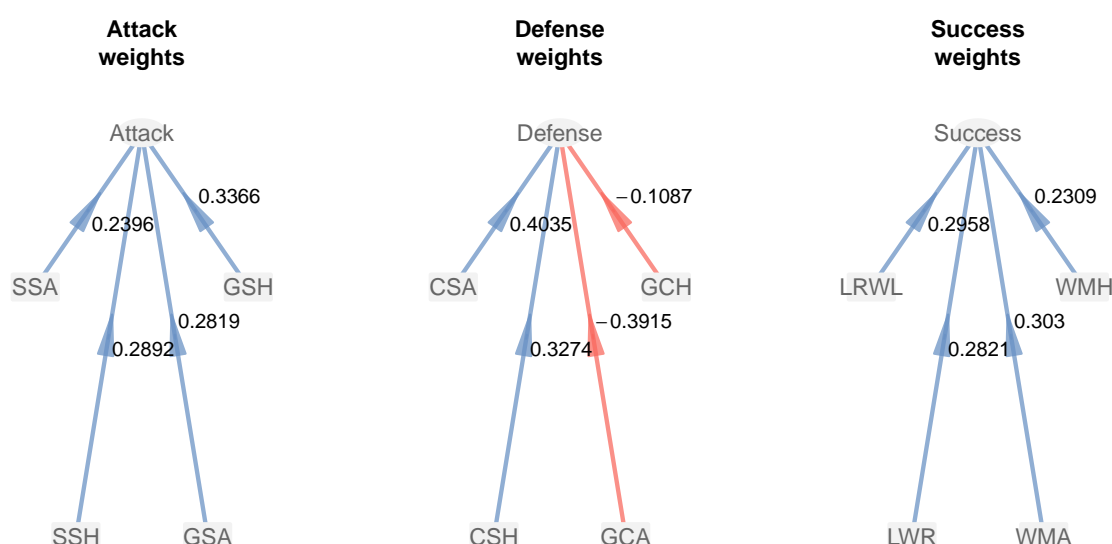 Attack
weights
Defense
weights
Success
weights
Attack
Defense
Success
0.3366
−0.1087
0.2309
0.2396
0.4035
0.2958
SSA
GSH
CSA
GCH
LRWL
WMH
0.2819
−0.3915
0.303
0.2892
0.3274
0.2821
SSH
GSA
CSH
GCA
LWR
WMA